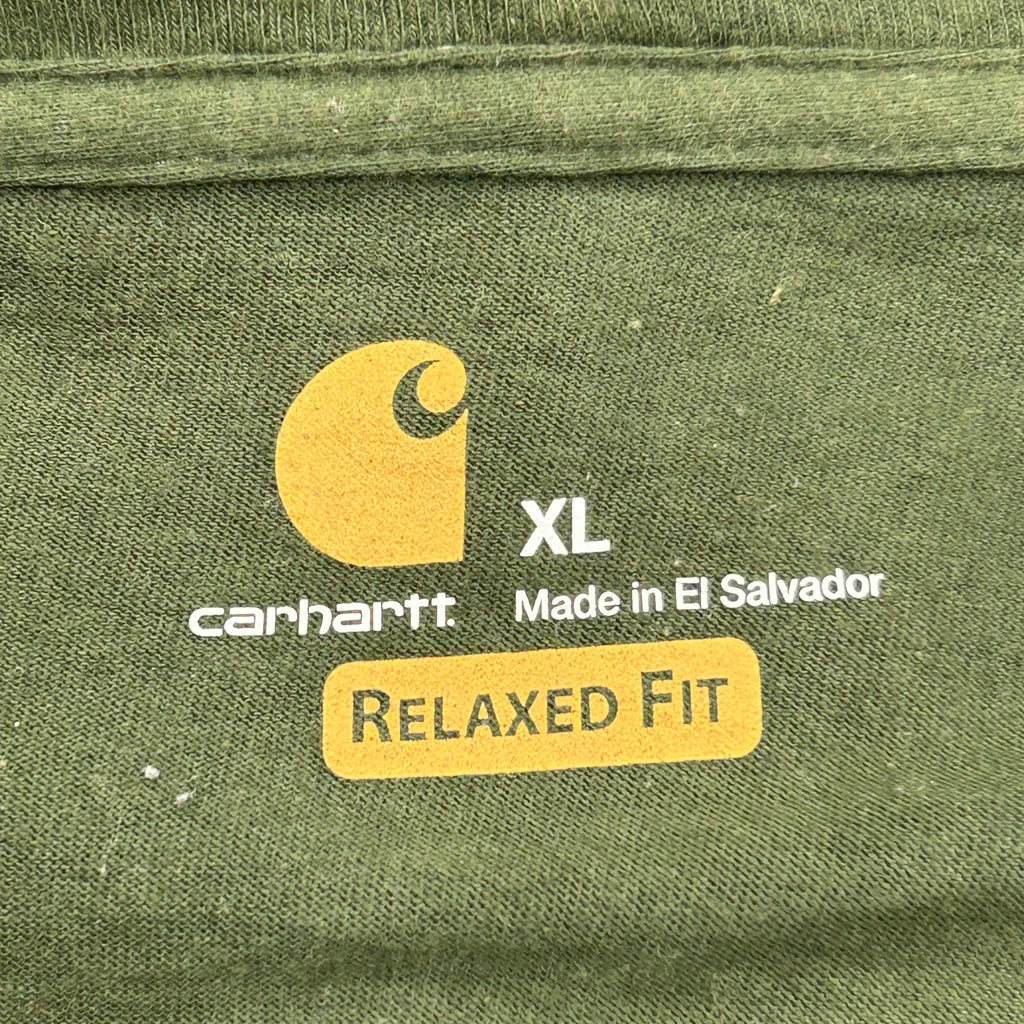 XL
carhartt.
Made in El Salvador
RELAXED FIT